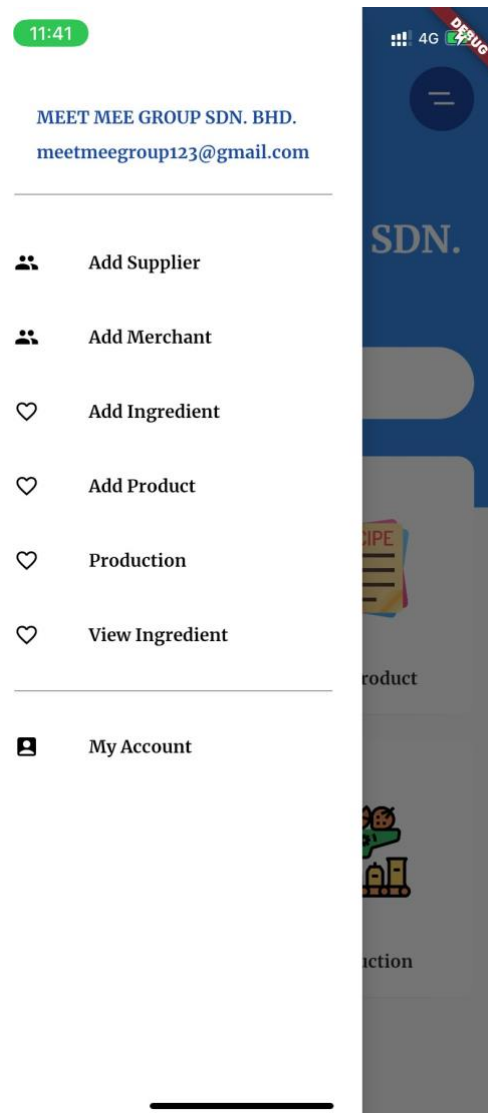 11:41
4G
DEBUG
MEET MEE GROUP SDN. BHD.
meetmeegroup123@gmail.com
SDN.
Add Supplier
Add Merchant
Add Ingredient
Add Product
Production
View Ingredient
My Account
CIPE
roduct
uction